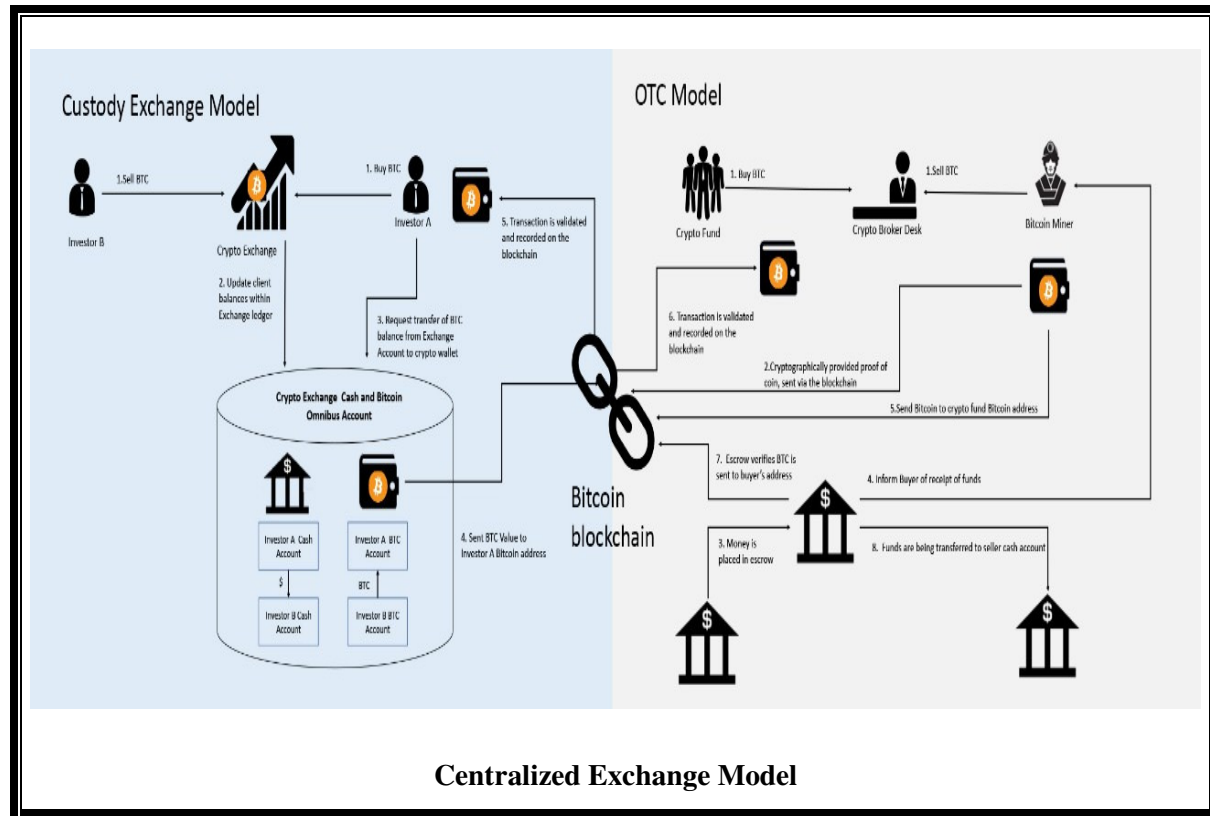 Custody Exchange Model
1.Sell BTC
Investor B
Crypto Exchange
1. Buy BTC
Investor A
2. Update client
balances within
Exchange ledger
3. Request transfer of BTC
balance from Exchange
Account to crypto wallet
5. Transaction is validated
and recorded on the
blockchain
Crypto Exchange Cash and Bitcoin
Omnibus Account
$
Investor A Cash
Account
$
Investor B Cash
Account
Investor A BTC
Account
BTC
Investor B BTC
Account
4. Sent BTC Value to
Investor A Bitcoin address
Bitcoin
blockchain
OTC Model
Crypto Fund
1. Buy BTC
Crypto Broker Desk
1.Sell BTC
Bitcoin Miner
6. Transaction is validated
and recorded on the
blockchain
2.Cryptographically provided proof of
coin, sent via the blockchain
5.Send Bitcoin to crypto fund Bitcoin address
7. Escrow verifies BTC is
sent to buyer's address
$
4. Inform Buyer of receipt of funds
3. Money is
placed in escrow
8. Funds are being transferred to seller cash account
$
$
Centralized Exchange Model